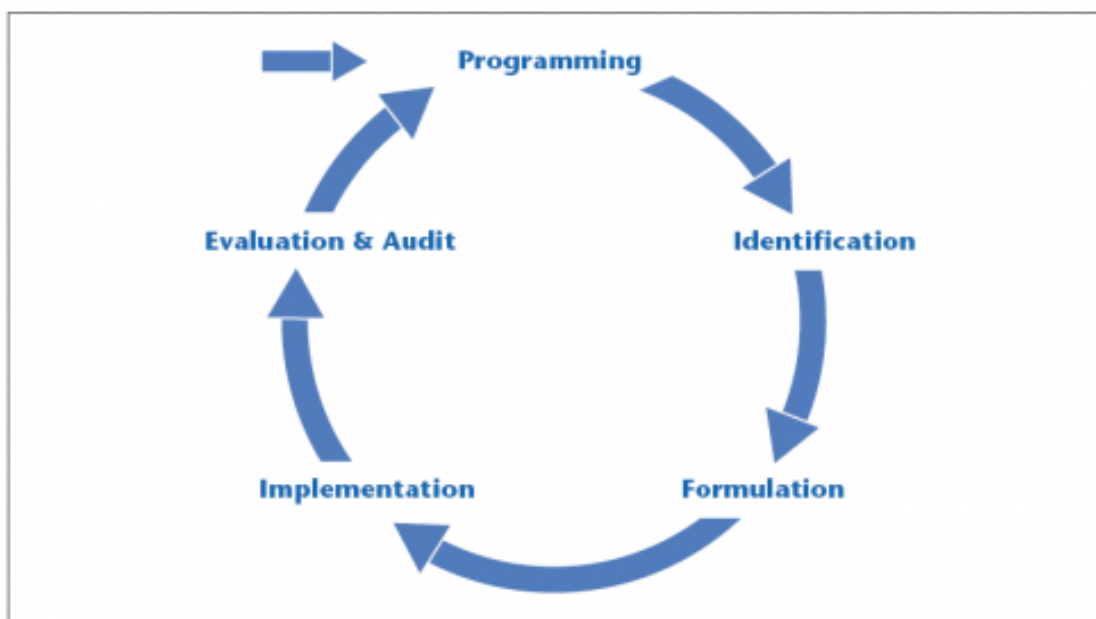 Programming
Identification
Formulation
Implementation
Evaluation & Audit